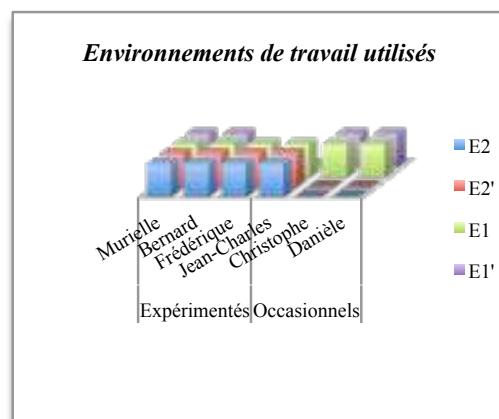 Environnements de travail utilisés
E2
E2'
E1
E1'
Murielle
Bernard
Frédérique
Jean-Charles
Christophe
Danièle
Expérimentés
Occasionnels